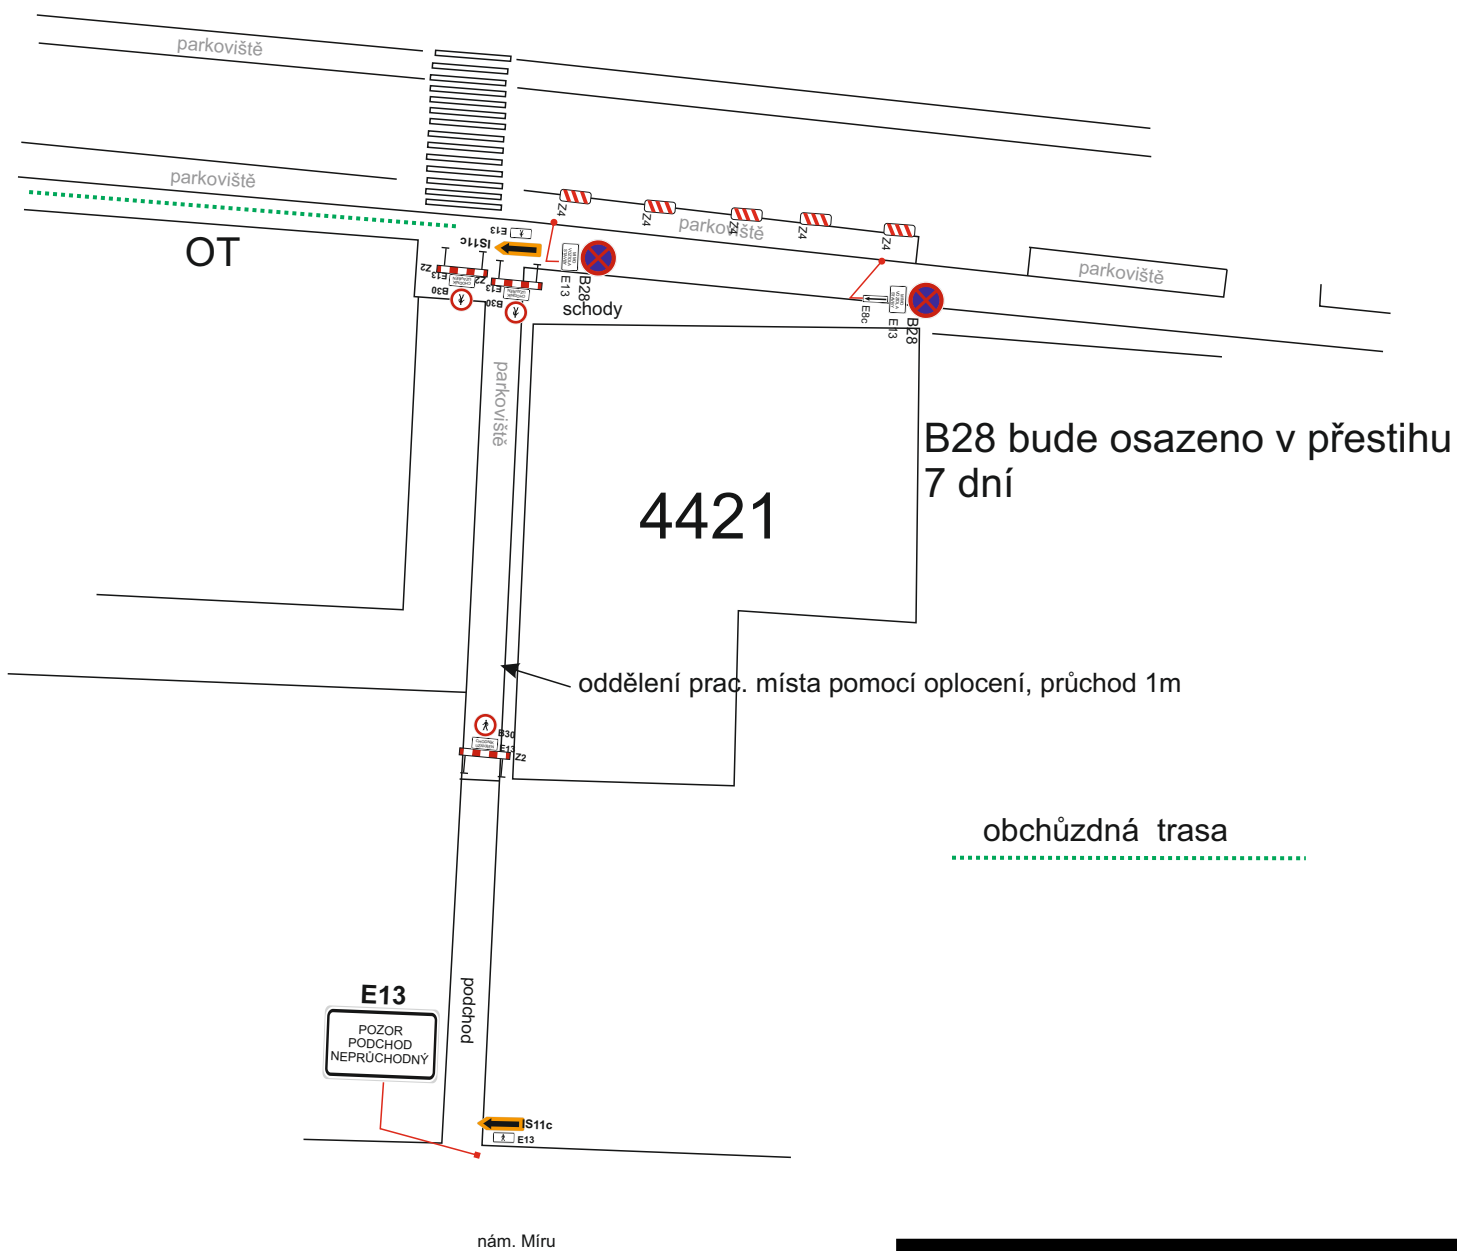 parkoviště
parkoviště
OT
E13
IS11c
Z4
Z4
Z4
Z4
Z4
parkoviště
parkoviště
Z2
E13
B30
Z2
E13
B30
E13
B28
schody
E8c
E13
B28
parkoviště
B28 bude osazeno v přestihu
7 dní
4421
oddělení prac. místa pomocí oplocení, průchod 1m
B30
E13
Z2
obchůzdná trasa
podchod
E13
POZOR
PODCHOD
NEPRŮCHODNÝ
IS11c
E13
nám. Míru